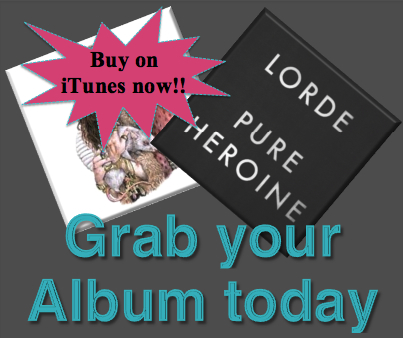 Buy on
iTunes now!!
LORDE
PURE
HEROINE
Grab your
Album today